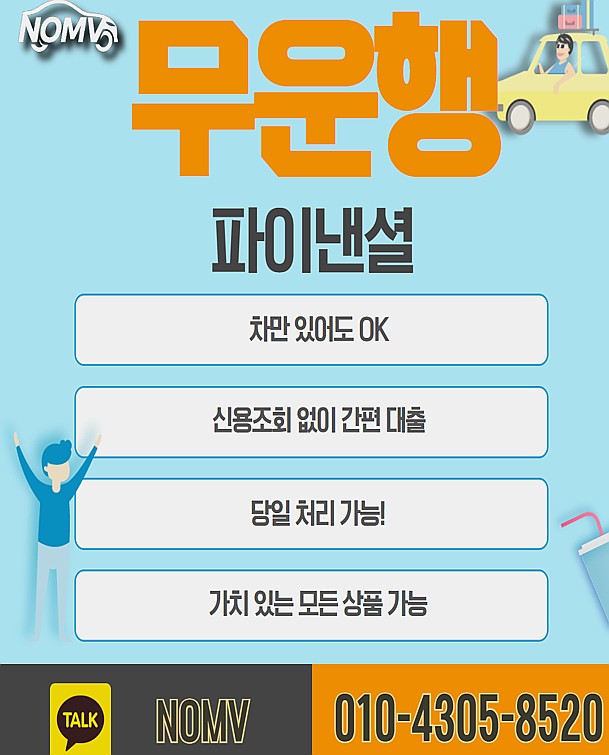 NOMV
무운행
파이낸셜
차만 있어도 OK
신용조회 없이 간편 대출
당일 처리 가능!
가치 있는 모든 상품 가능
TALK
NOMV
010-4305-8520